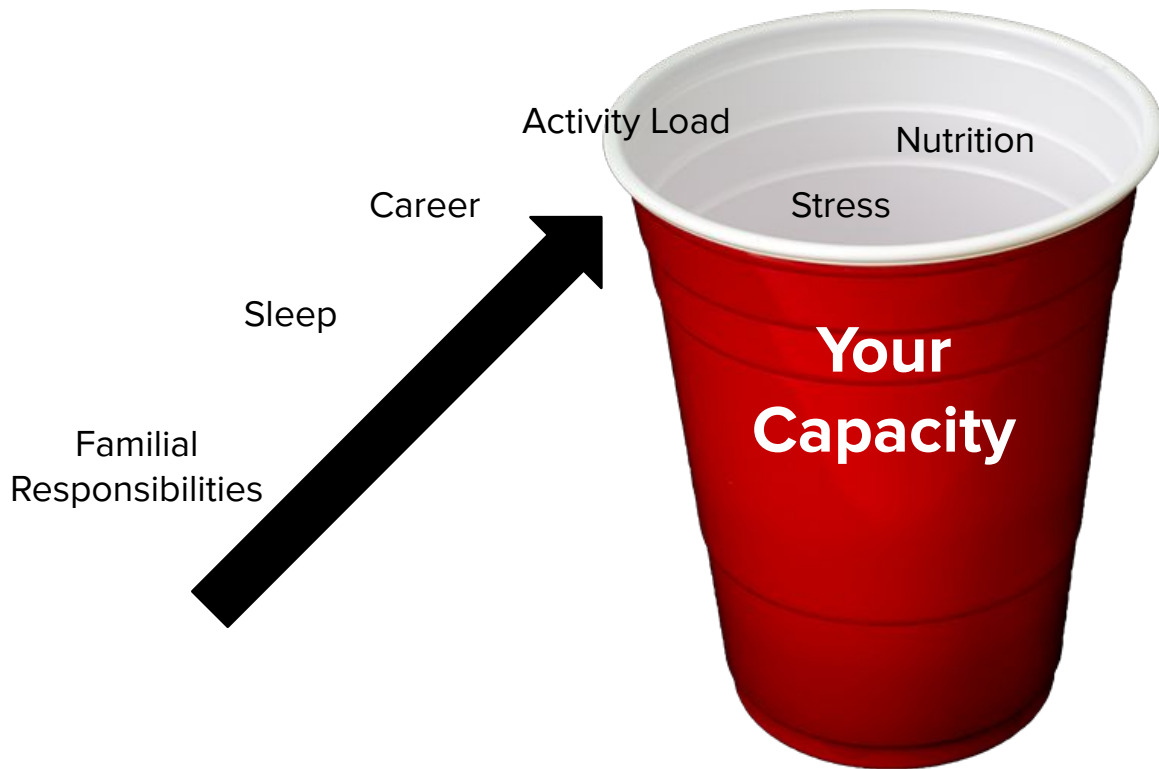 Activity Load
Nutrition
Career
Stress
Sleep
Your
Capacity
Familial
Responsibilities